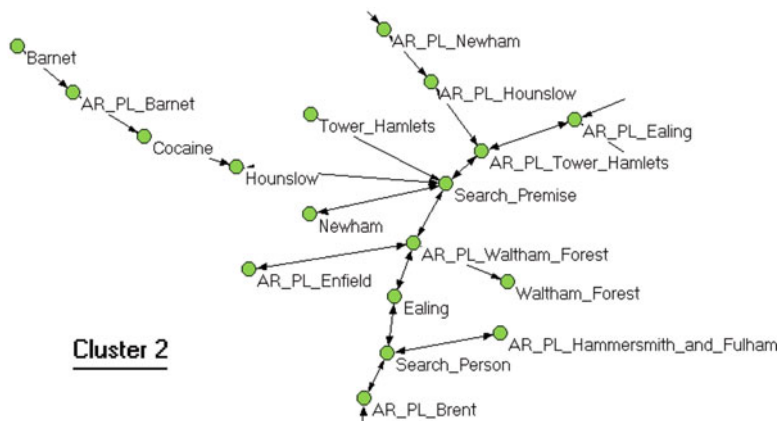 AR_PL_Newham
Barnet
AR_PL_Hounslow
AR_PL_Barnet
Tower_Hamlets
AR_PL_Ealing
Cocaine
AR_PL_Tower_Hamlets
Hounslow
Search_Premise
Newham
AR_PL_Waltham_Forest
AR_PL_Enfield
Waltham_Forest
Ealing
AR_PL_Hammersmith_and_Fulham
Cluster 2
Search_Person
AR_PL_Brent